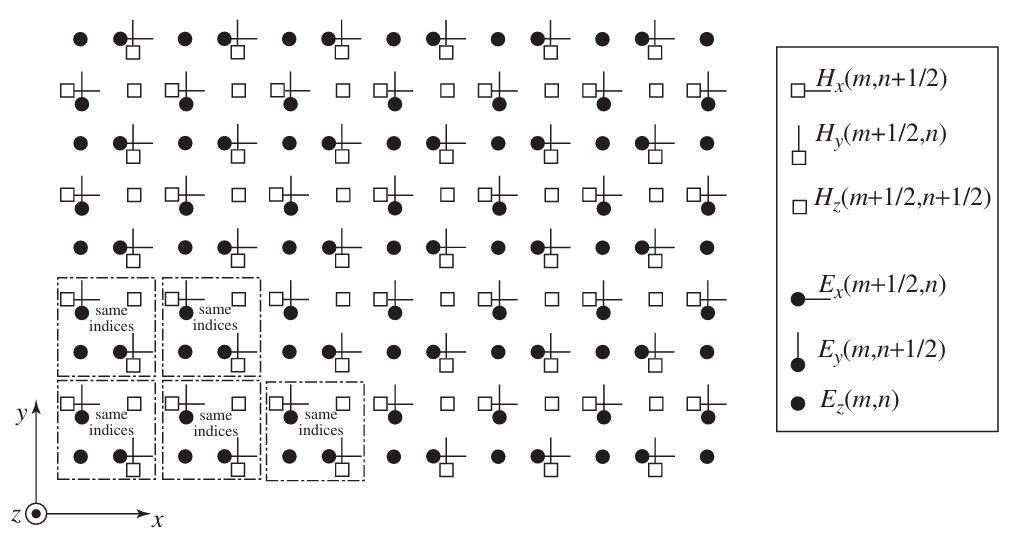 H_x(m,n+1/2)
H_y(m+1/2,n)
H_z(m+1/2,n+1/2)
E_x(m+1/2,n)
E_y(m,n+1/2)
E_z(m,n)
same
indices
same
indices
same
indices
same
indices
same
indices
y
z
x